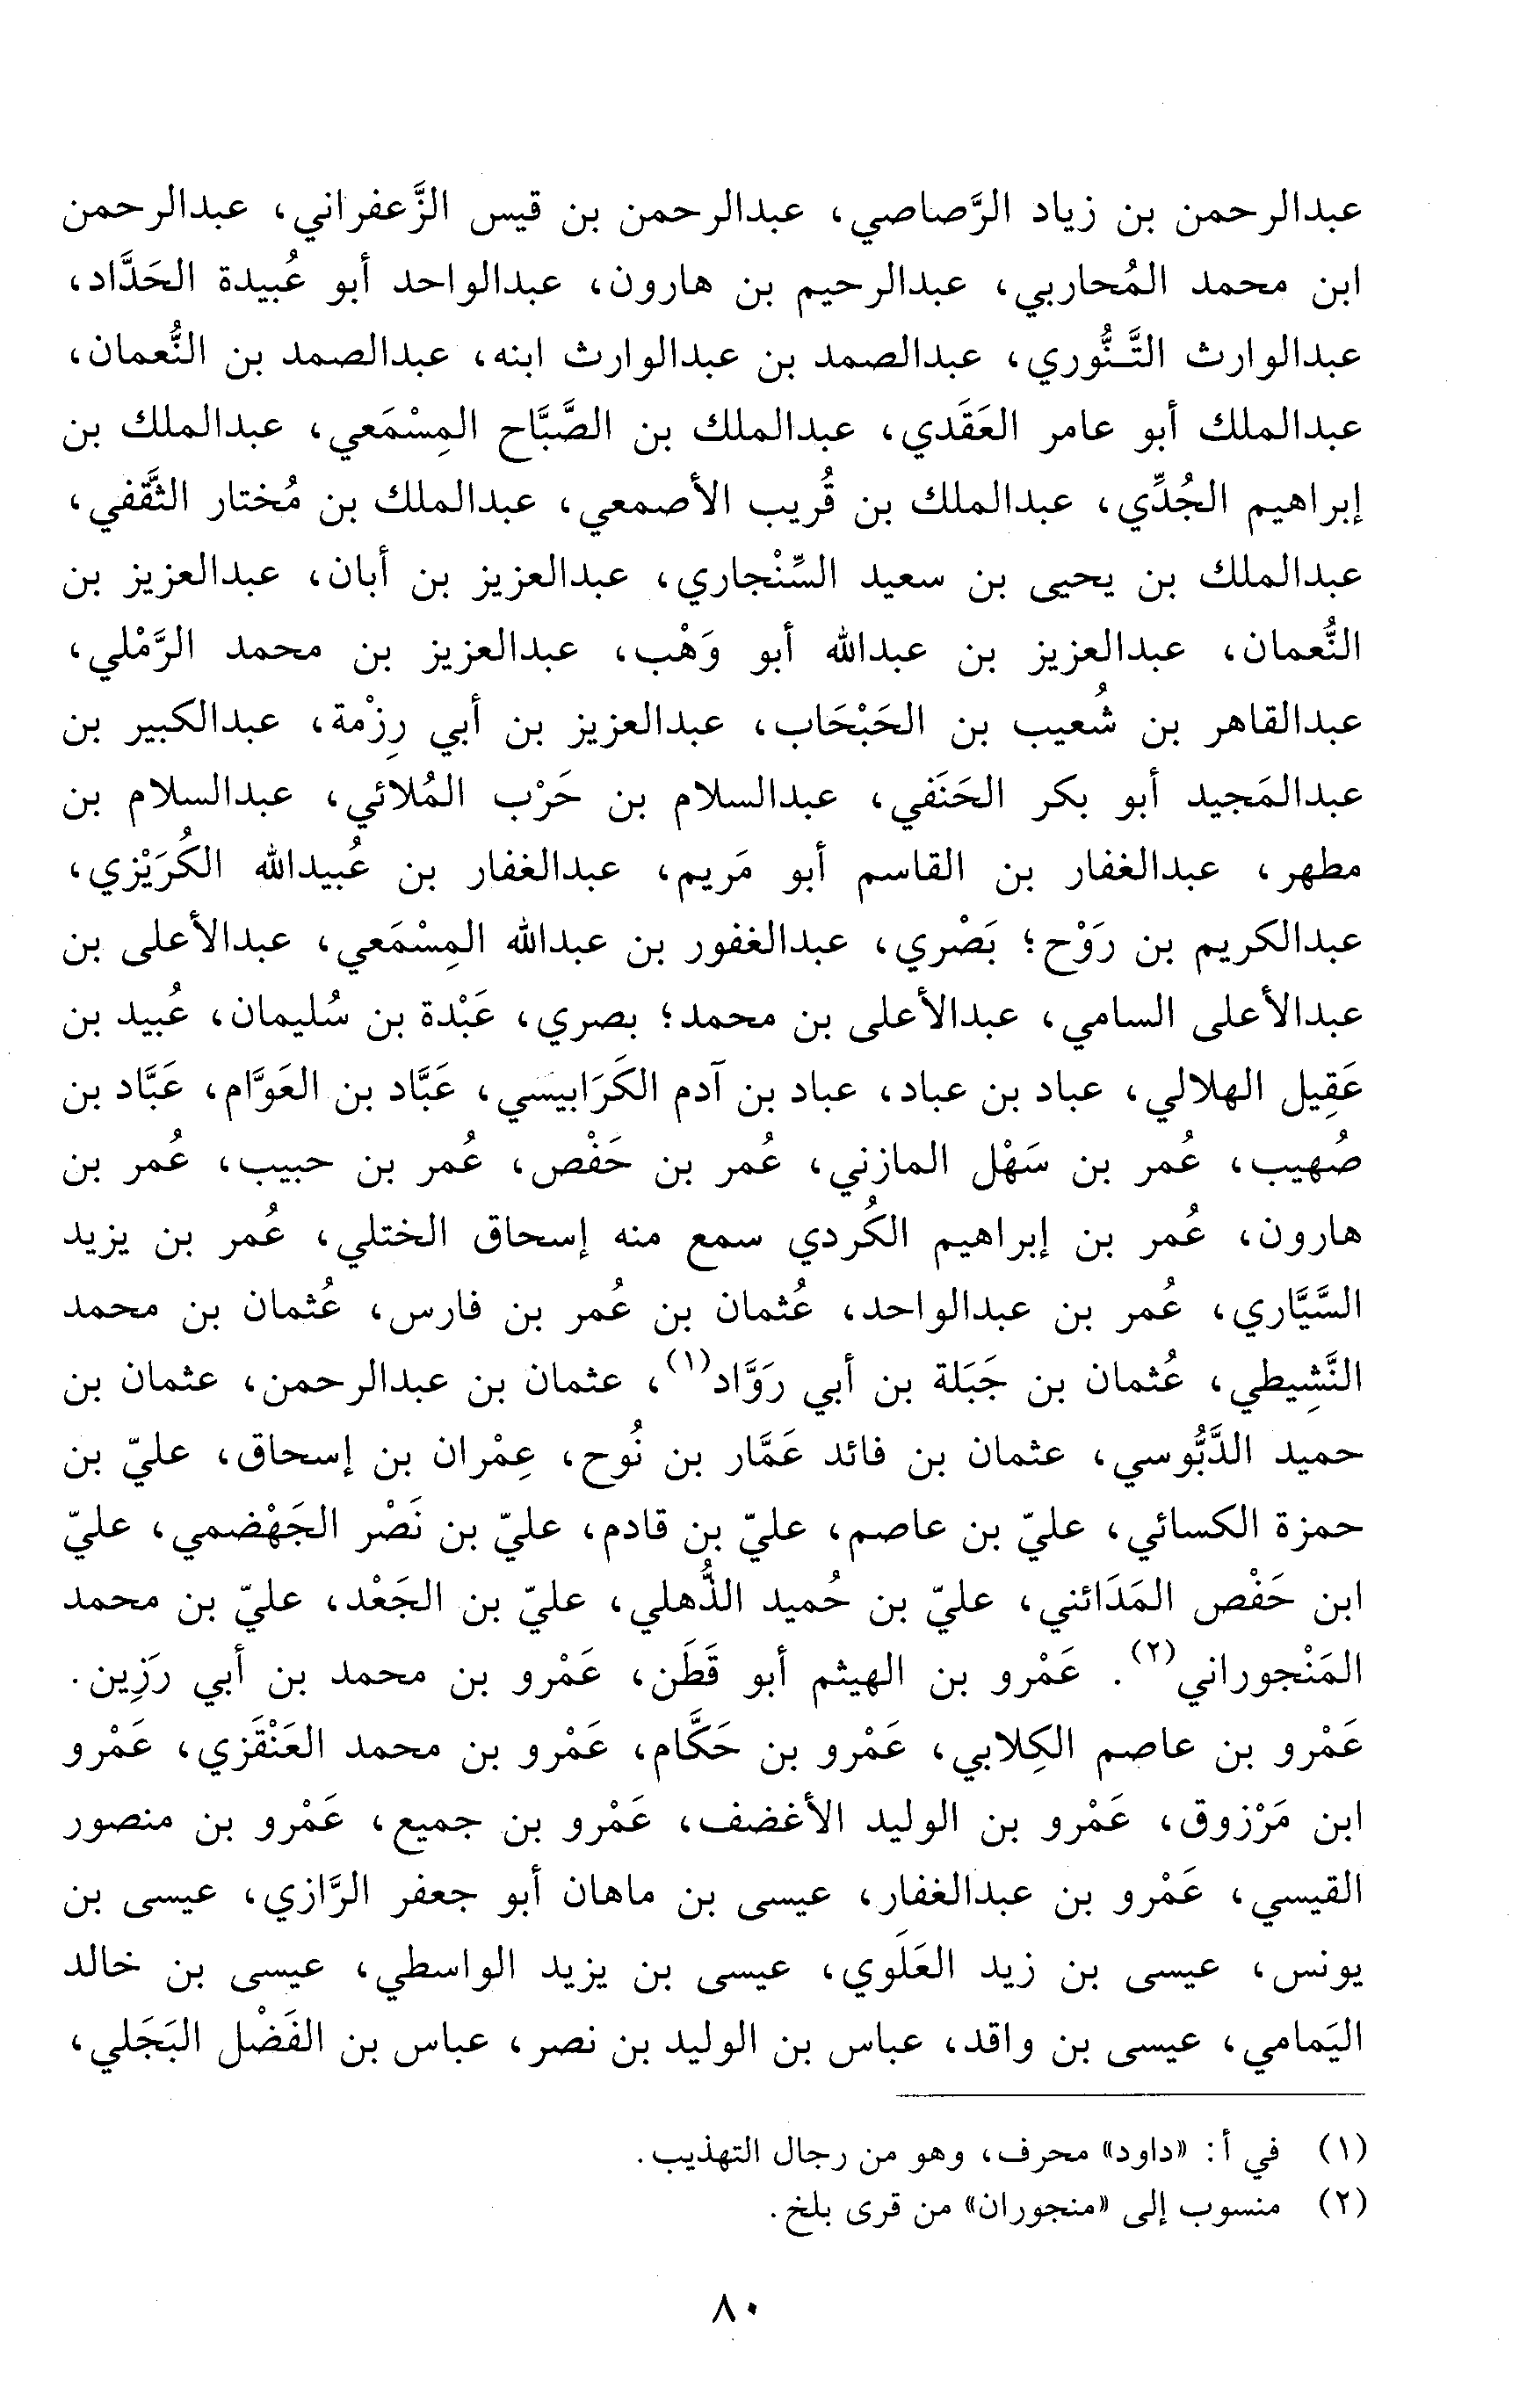 عبدالرحمن بن زياد الرَّصاصي، عبدالرحمن بن قيس الزَّعفراني، عبدالرحمن
ابن محمد المُحاربي، عبدالرحيم بن هارون، عبدالواحد أبو عُبيدة الحَدَّاد،
عبدالوارث التَّـنُّوري، عبدالصمد بن عبدالوارث ابنه، عبدالصمد بن النُّعمان،
عبدالملك أبو عامر العَقَدي، عبدالملك بن الصَّبَّاح المِسْمَعي، عبدالملك بن
إبراهيم الجُدِّي، عبدالملك بن قُريب الأصمعي، عبدالملك بن مُختار الثَّقفي،
عبدالملك بن يحيى بن سعيد السِّنْجاري، عبدالعزيز بن أبان، عبدالعزيز بن
النُّعمان، عبدالعزيز بن عبدالله أبو وَهْب، عبدالعزيز بن محمد الرَّمْلي،
عبدالقاهر بن شُعيب بن الحَبْحَاب، عبدالعزيز بن أبي رِزْمة، عبدالكبير بن
عبدالمَجيد أبو بكر الحَنَفي، عبدالسلام بن حَرْب المُلائي، عبدالسلام بن
مطهر، عبدالغفار بن القاسم أبو مَريم، عبدالغفار بن عُبيدالله الكُرَيْزي،
عبدالكريم بن رَوْح؛ بَصْري، عبدالغفور بن عبدالله المِسْمَعي، عبدالأعلى بن
عبدالأعلى السامي، عبدالأعلى بن محمد؛ بصري، عَبْدة بن سُليمان، عُبيد بن
عَقِيل الهلالي، عباد بن عباد، عباد بن آدم الكَرَابيسَي، عَبَّاد بن العَوَّام، عَبَّاد بن
صُهيب، عُمر بن سَهْل المازني، عُمر بن حَفْص، عُمر بن حبيب، عُمر بن
هارون، عُمر بن إبراهيم الكُردي سمع منه إسحاق الختلي، عُمر بن يزيد
السَّيَّاري، عُمر بن عبدالواحد، عُثمان بن عُمر بن فارس، عُثمان بن محمد
النَّشِيطي، عُثمان بن جَبَلة بن أبي رَوَّاد(١)، عثمان بن عبدالرحمن، عثمان بن
حميد الدَّبُّوسي، عثمان بن فائد عَمَّار بن نُوح، عِمْران بن إسحاق، عليّ بن
حمزة الكسائي، عليّ بن عاصم، عليّ بن قادم، عليّ بن نَصْر الجَهْضمي، عليّ
ابن حَفْص المَدَائني، عليّ بن حُميد الذُّهلي، عليّ بن الجَعْد، عليّ بن محمد
المَنْجوراني(٢). عَمْرو بن الهيثم أبو قَطَن، عَمْرو بن محمد بن أبي رَزِين.
عَمْرو بن عاصم الكِلابي، عَمْرو بن حَكَّام، عَمْرو بن محمد العَنْقَزي، عَمْرو
ابن مَرْزوق، عَمْرو بن الوليد الأغضف، عَمْرو بن جميع، عَمْرو بن منصور
القيسي، عَمْرو بن عبدالغفار، عيسى بن ماهان أبو جعفر الرَّازي، عيسى بن
يونس، عيسى بن زيد العَلَوي، عيسى بن يزيد الواسطي، عيسى بن خالد
اليَمامي، عيسى بن واقد، عباس بن الوليد بن نصر، عباس بن الفَضْل البَجَلي،
(١) في أ: «داود» محرف، وهو من رجال التهذيب.
(٢) منسوب إلى «منجوران» من قرى بلخ.
٨٠